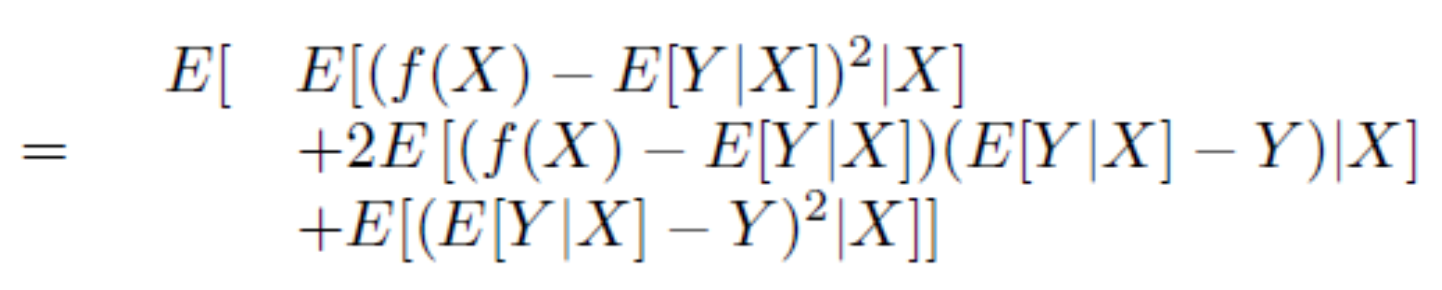 E[ E[(f(X) − E[Y|X])²|X]
= +2E [(f(X) − E[Y|X])(E[Y|X] − Y)|X]
+E[(E[Y|X] − Y)²|X]]